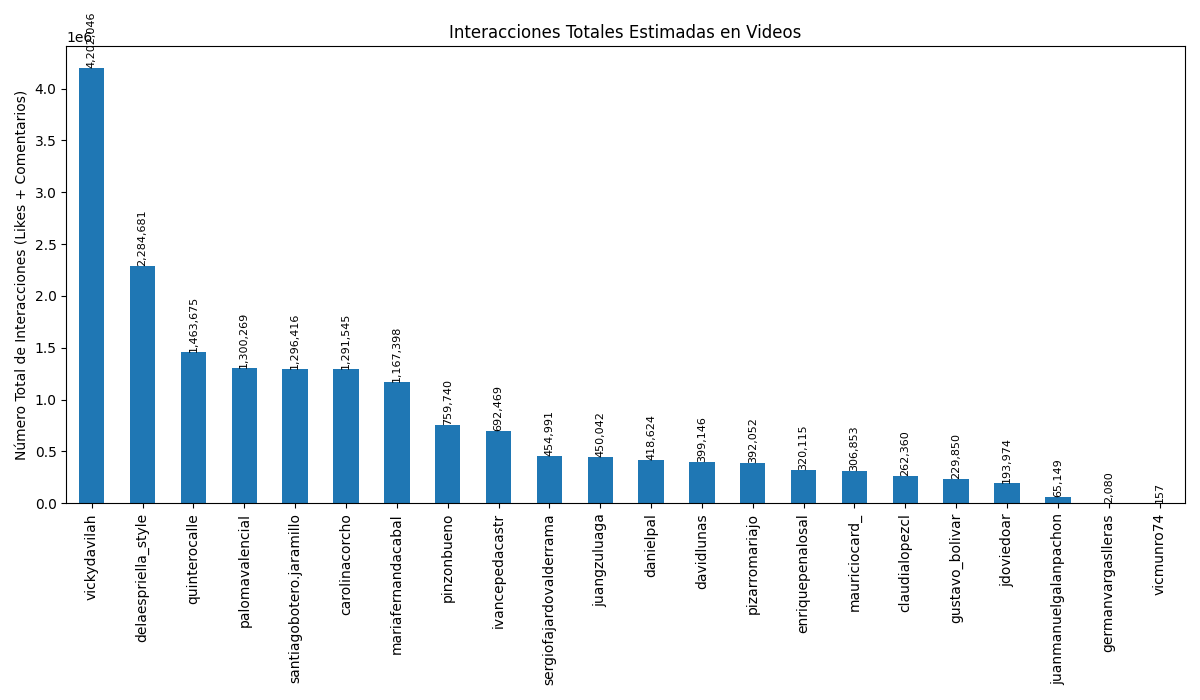 Interacciones Totales Estimadas en Videos
1e6
Número Total de Interacciones (Likes + Comentarios)
4.0
3.5
3.0
2.5
2.0
1.5
1.0
0.5
0.0
4,202,046
2,284,681
1,463,675
1,300,269
1,296,416
1,291,545
1,167,398
759,740
692,469
454,991
450,042
418,624
399,146
392,052
320,115
306,853
262,360
229,850
193,974
65,149
2,080
157
vickydavilah
delaespriella_style
quinterocalle
palomavalencial
santiagobotero.jaramillo
carolinacorcho
mariafernandacabal
pinzonbueno
ivancepedacastr
sergiofajardovalderrama
juangzuluaga
danielpal
davidlunas
pizarromariajo
enriquepenalosal
mauriciocard_
claudialopezcl
gustavo_bolivar
jdoviedoar
juanmanuelgalanpachon
germanvargaslleras
vicmunro74